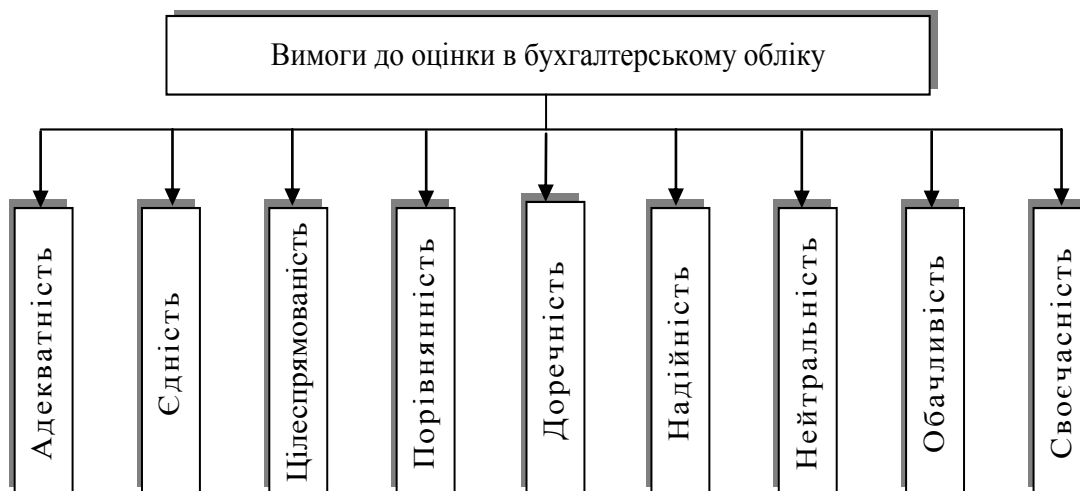 Вимоги до оцінки в бухгалтерському обліку
Адекватність
Єдність
Цілеспрямованість
Порівнянність
Доречність
Надійність
Нейтральність
Обачливість
Своєчасність